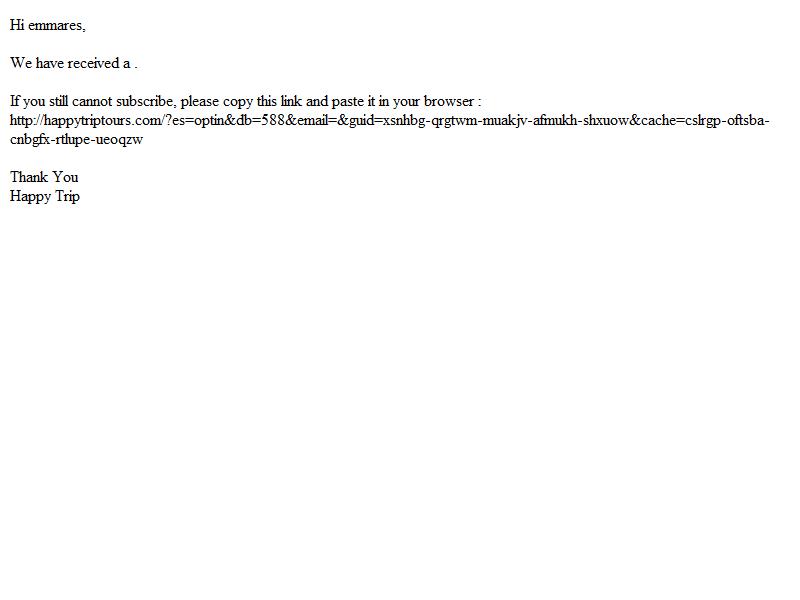 Hi emmares,
We have received a .
If you still cannot subscribe, please copy this link and paste it in your browser :
http://happytriptours.com/?es=optin&db=588&email=&guid=xsnhbg-qrgtwm-muakjv-afmukh-shxuow&cache=cslrgp-oftsba-
cnbgfx-rtlupe-ueoqzw
Thank You
Happy Trip